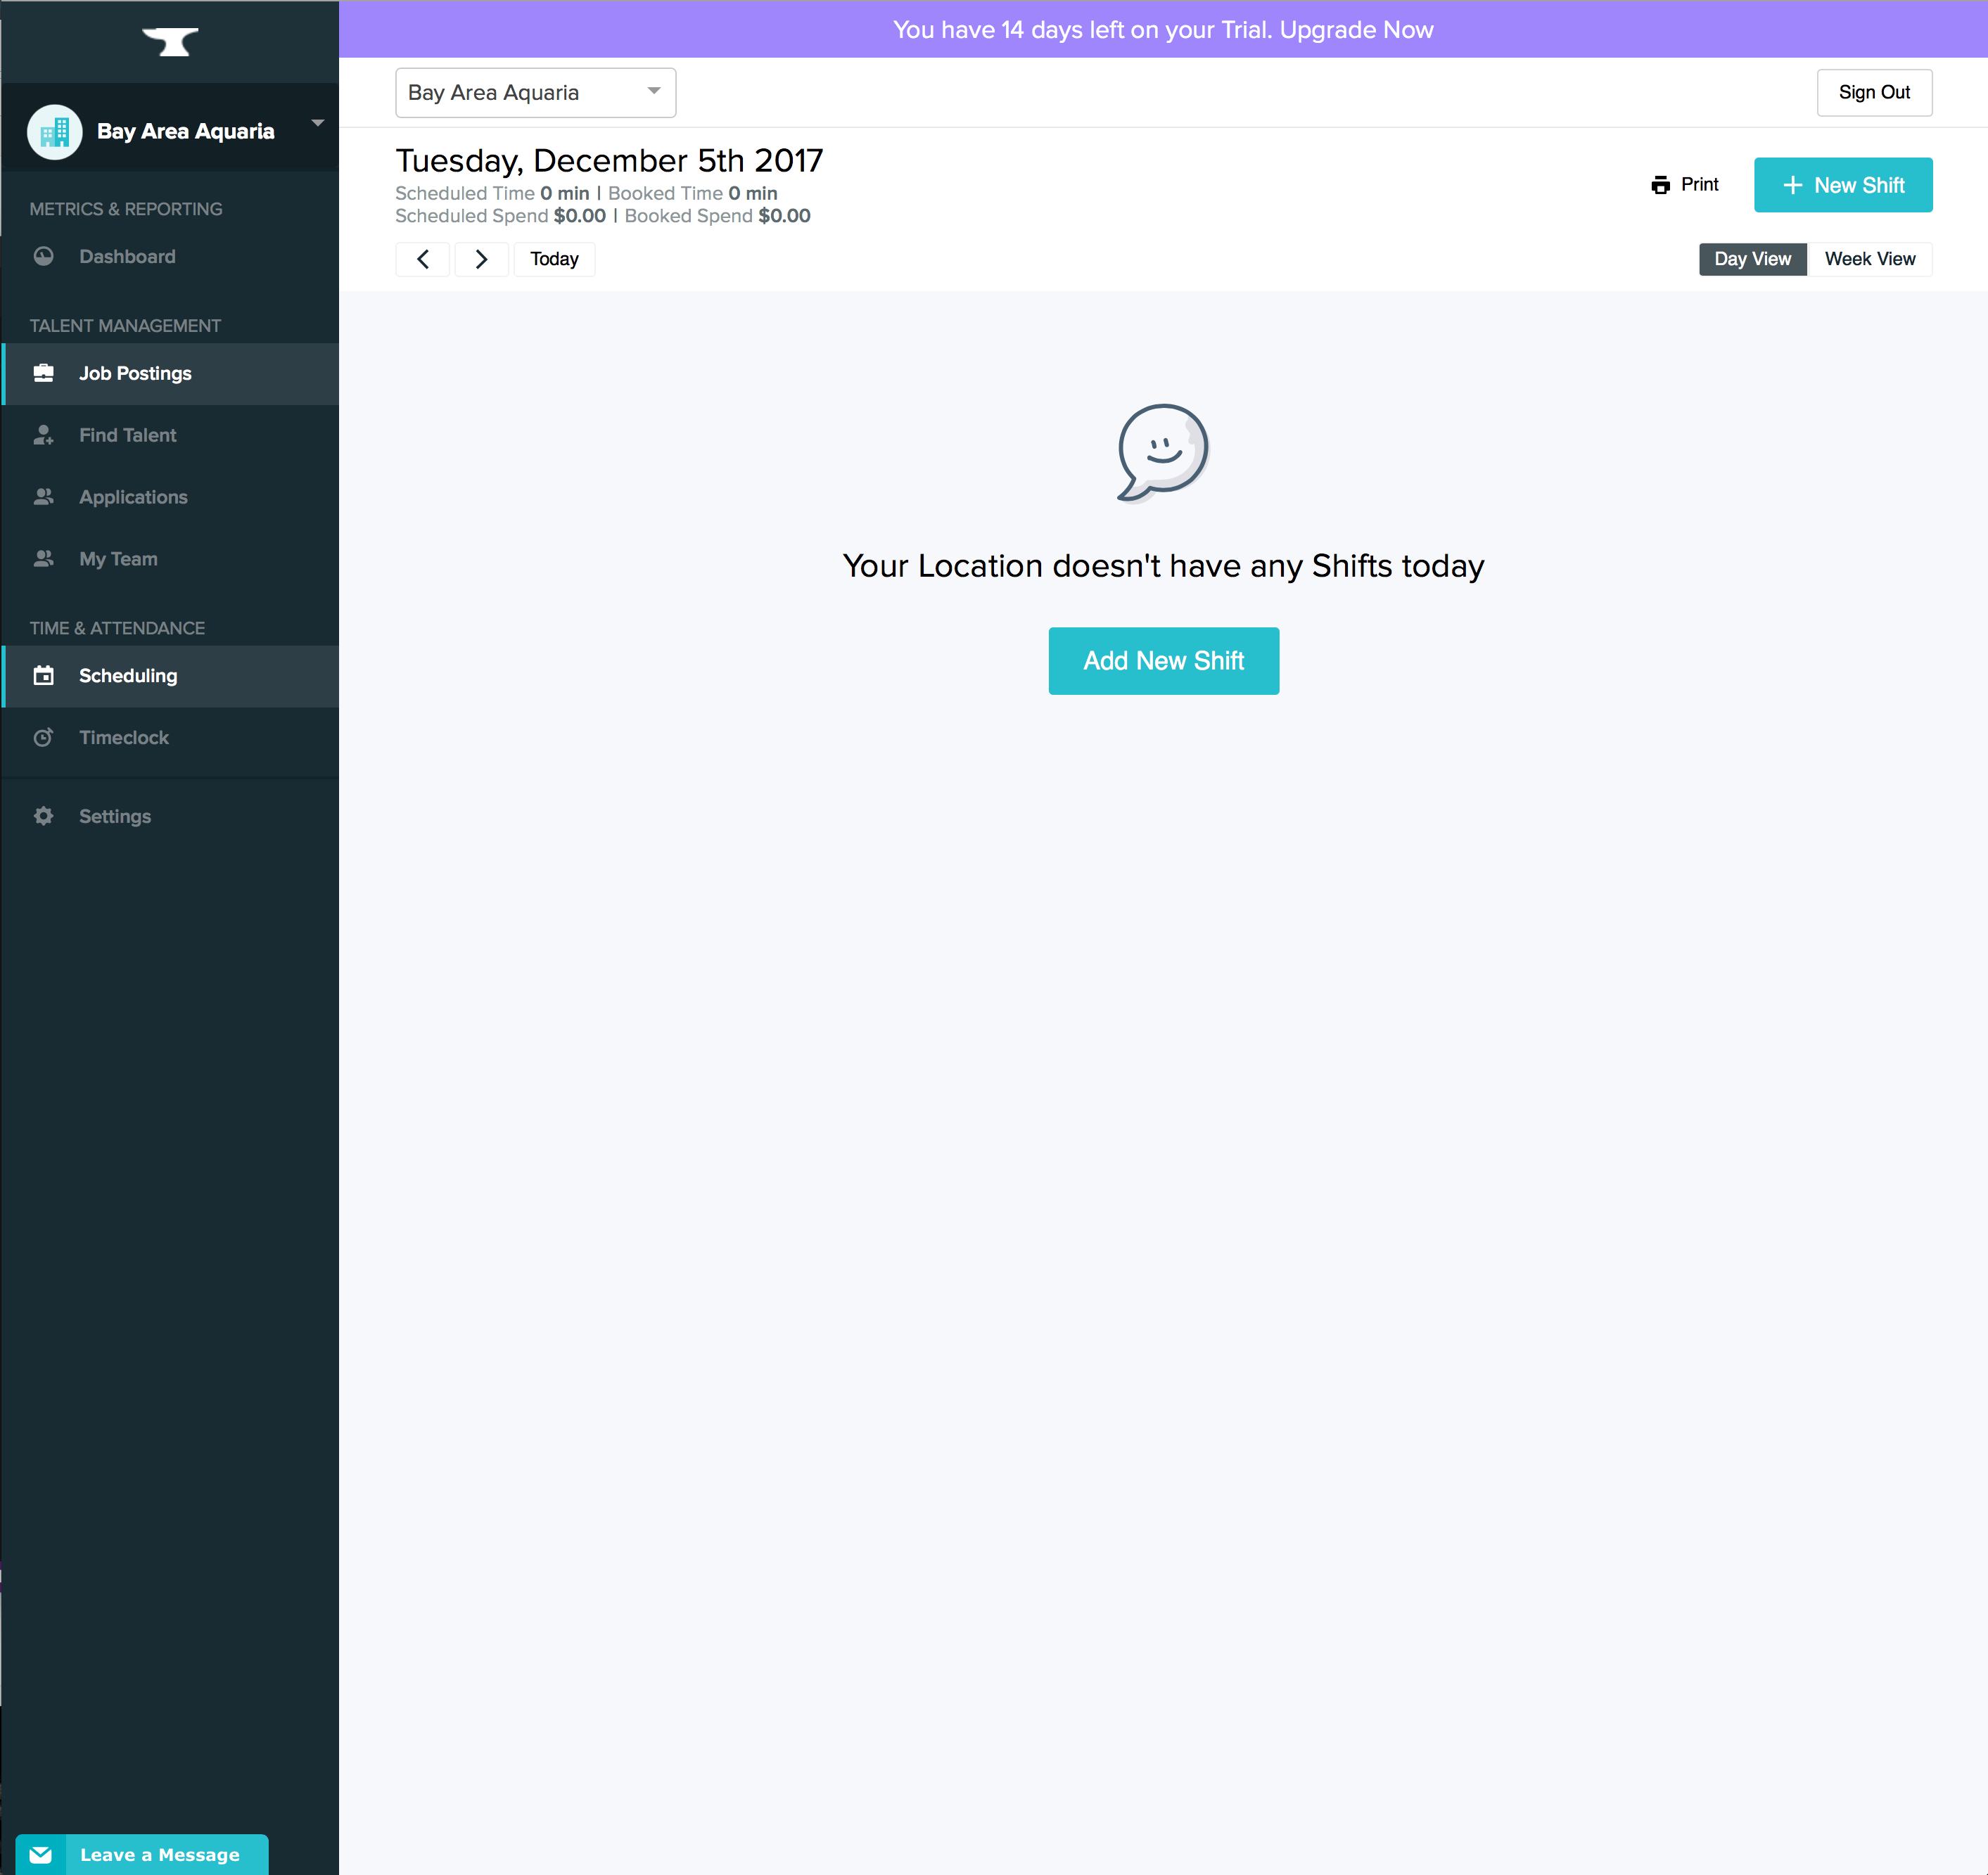 You have 14 days left on your Trial. Upgrade Now
Bay Area Aquaria
Bay Area Aquaria
Sign Out
METRICS & REPORTING
Dashboard
TALENT MANAGEMENT
Job Postings
Find Talent
Applications
My Team
TIME & ATTENDANCE
Scheduling
Timeclock
Settings
Leave a Message
Tuesday, December 5th 2017
Scheduled Time 0 min | Booked Time 0 min
Scheduled Spend $0.00 | Booked Spend $0.00
Print
+ New Shift
Today
Day View
Week View
Your Location doesn't have any Shifts today
Add New Shift